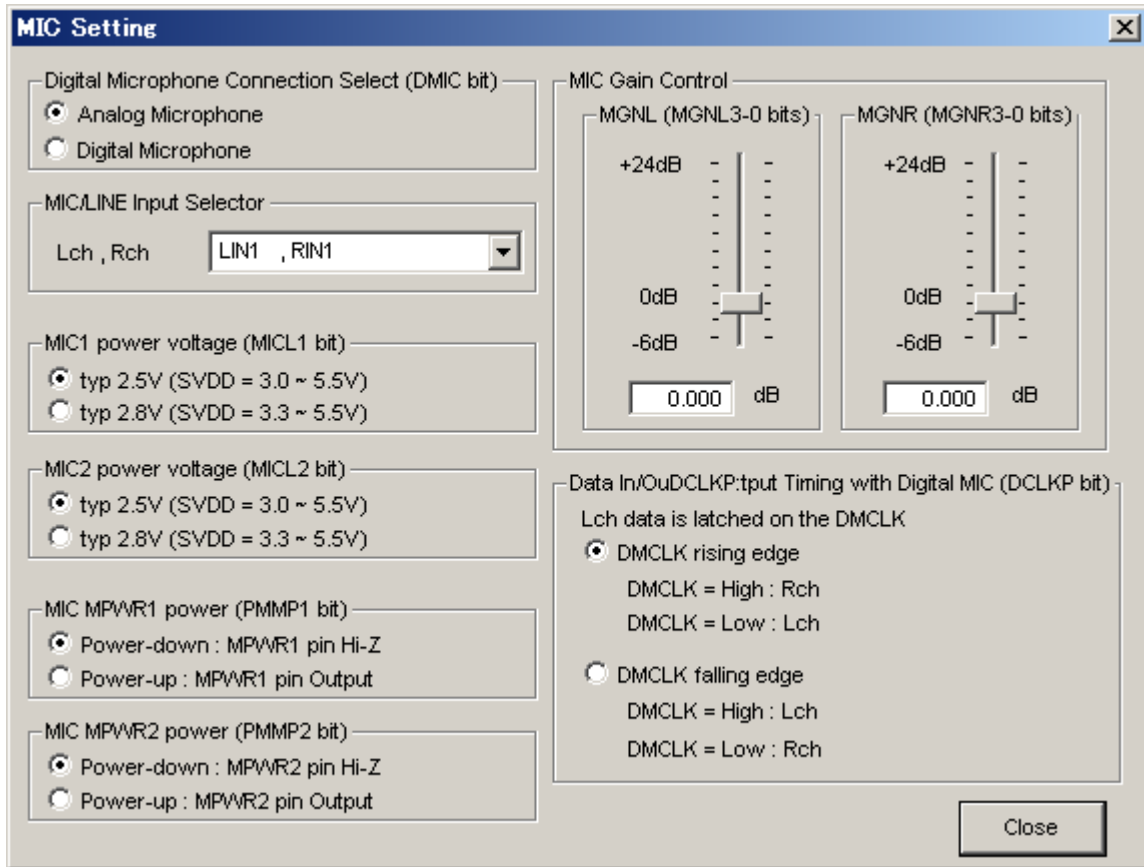 MIC Setting
Digital Microphone Connection Select (DMIC bit)
Analog Microphone
Digital Microphone
MIC/LINE Input Selector
Lch , Rch
LIN1 , RIN1
MIC1 power voltage (MICL1 bit)
typ 2.5V (SVDD = 3.0 ~ 5.5V)
typ 2.8V (SVDD = 3.3 ~ 5.5V)
MIC2 power voltage (MICL2 bit)
typ 2.5V (SVDD = 3.0 ~ 5.5V)
typ 2.8V (SVDD = 3.3 ~ 5.5V)
MIC MPWR1 power (PMMP1 bit)
Power-down : MPWR1 pin Hi-Z
Power-up : MPWR1 pin Output
MIC MPWR2 power (PMMP2 bit)
Power-down : MPWR2 pin Hi-Z
Power-up : MPWR2 pin Output
MIC Gain Control
MGNL (MGNL3-0 bits)
+24dB
0dB
-6dB
0.000 dB
MGNR (MGNR3-0 bits)
+24dB
0dB
-6dB
0.000 dB
Data In/OuDCLKP:tput Timing with Digital MIC (DCLKP bit)
Lch data is latched on the DMCLK
DMCLK rising edge
DMCLK = High : Rch
DMCLK = Low : Lch
DMCLK falling edge
DMCLK = High : Lch
DMCLK = Low : Rch
Close